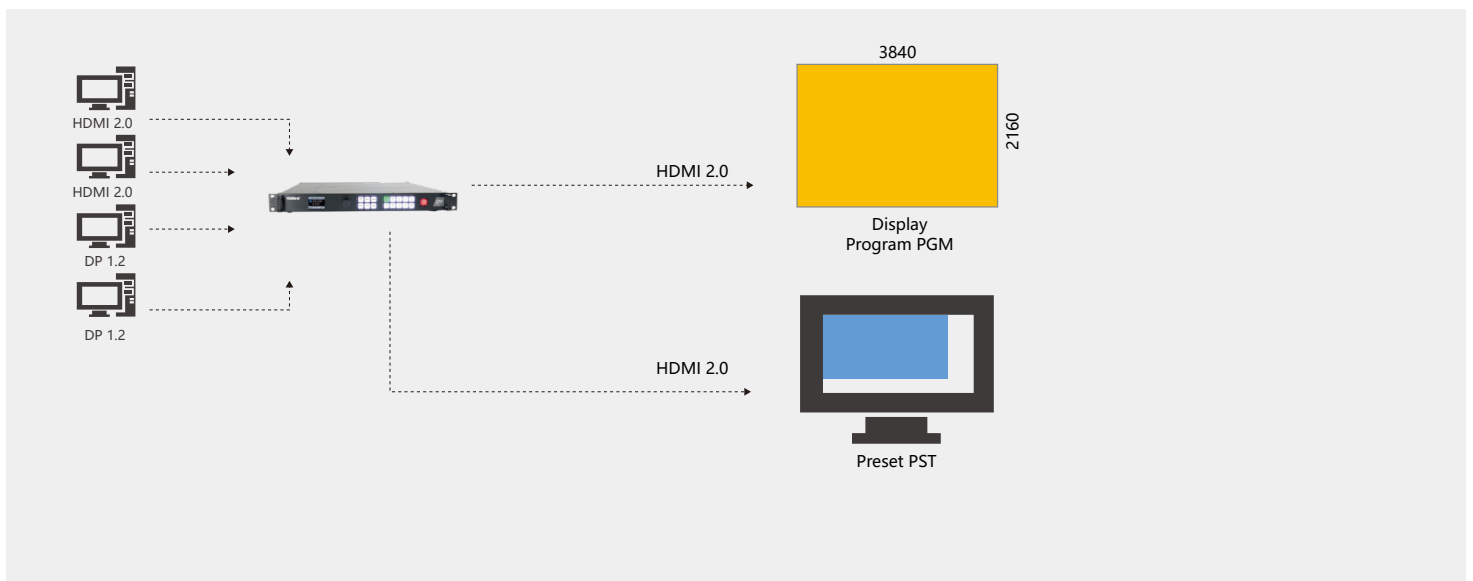 3840
2160
HDMI 2.0
HDMI 2.0
DP 1.2
DP 1.2
HDMI 2.0
Display
Program PGM
HDMI 2.0
Preset PST